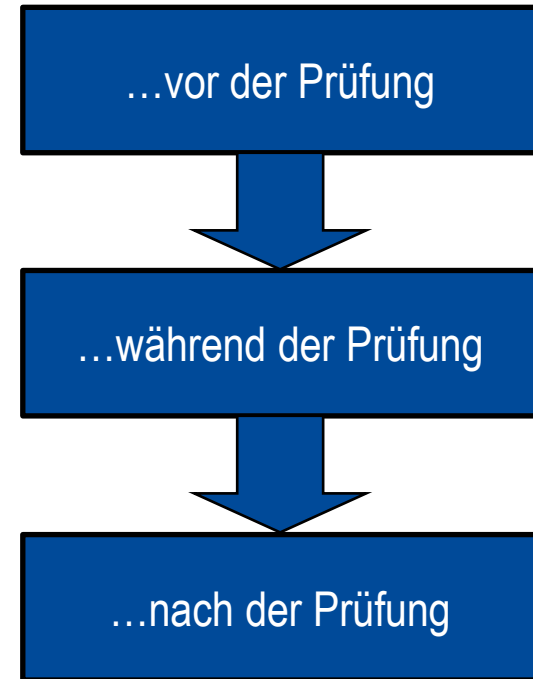 …vor der Prüfung
…während der Prüfung
…nach der Prüfung